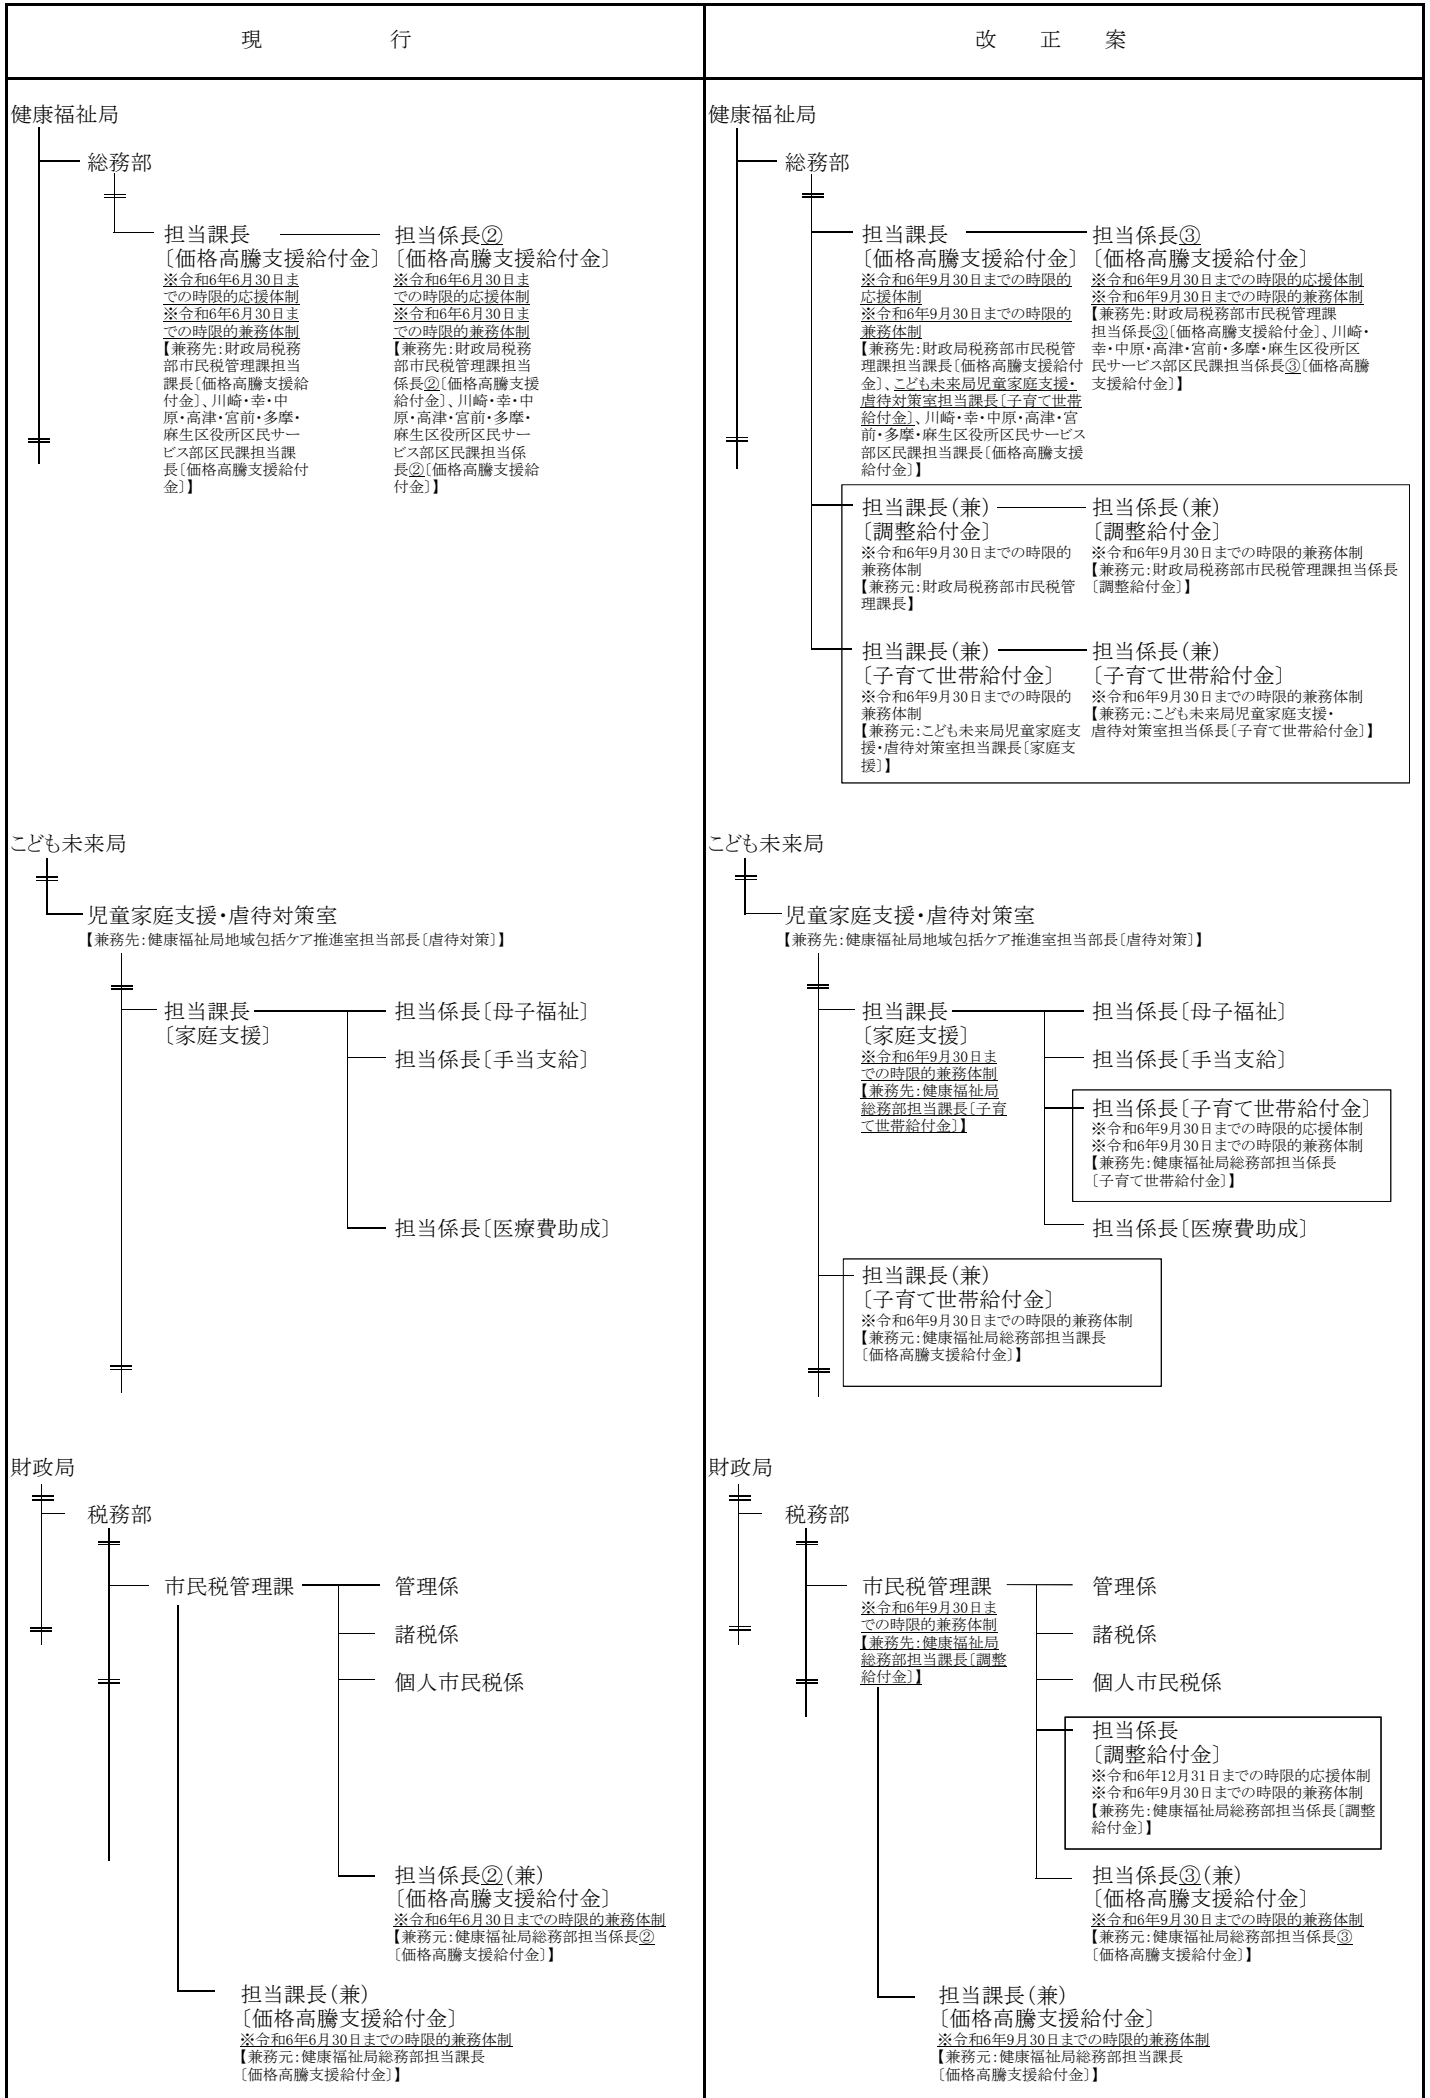 現　　　行
健康福祉局
総務部
担当課長
〔価格高騰支援給付金〕
※令和6年6月30日ま
での時限的応援体制
※令和6年6月30日ま
での時限的兼務体制
【兼務先：財政局税務
部市民税管理課担当
課長〔価格高騰支援給
付金〕、川崎・幸・中
原・高津・宮前・多摩・
麻生区役所区民サー
ビス部区民課担当課
長〔価格高騰支援給付
金〕】
担当係長②
〔価格高騰支援給付金〕
※令和6年6月30日ま
での時限的応援体制
※令和6年6月30日ま
での時限的兼務体制
【兼務先：財政局税務
部市民税管理課担当
係長②〔価格高騰支援
給付金〕、川崎・幸・中
原・高津・宮前・多摩・
麻生区役所区民サー
ビス部区民課担当係
長②〔価格高騰支援給
付金〕】
こども未来局
児童家庭支援・虐待対策室
【兼務先：健康福祉局地域包括ケア推進室担当部長〔虐待対策〕】
担当課長
〔家庭支援〕
担当係長〔母子福祉〕
担当係長〔手当支給〕
担当係長〔医療費助成〕
財政局
税務部
市民税管理課
管理係
諸税係
個人市民税係
担当係長②(兼)
〔価格高騰支援給付金〕
※令和6年6月30日までの時限的兼務体制
【兼務元：健康福祉局総務部担当係長②
〔価格高騰支援給付金〕】
担当課長(兼)
〔価格高騰支援給付金〕
※令和6年6月30日までの時限的兼務体制
【兼務元：健康福祉局総務部担当課長
〔価格高騰支援給付金〕】
改　正　案
健康福祉局
総務部
担当課長
〔価格高騰支援給付金〕
※令和6年9月30日までの時限的
応援体制
※令和6年9月30日までの時限的
兼務体制
【兼務先：財政局税務部市民税管
理課担当課長〔価格高騰支援給付
金〕、こども未来局児童家庭支援・
虐待対策室担当課長〔子育て世帯
給付金〕、川崎・幸・中原・高津・宮
前・多摩・麻生区役所区民サービス
部区民課担当課長〔価格高騰支援
給付金〕】
担当係長③
〔価格高騰支援給付金〕
※令和6年9月30日までの時限的応援体制
※令和6年9月30日までの時限的兼務体制
【兼務先：財政局税務部市民税管理課
担当係長③〔価格高騰支援給付金〕、川崎・
幸・中原・高津・宮前・多摩・麻生区役所区
民サービス部区民課担当係長③〔価格高騰
支援給付金〕】
担当課長(兼)
〔調整給付金〕
※令和6年9月30日までの時限的
兼務体制
【兼務元：財政局税務部市民税管
理課長】
担当係長(兼)
〔調整給付金〕
※令和6年9月30日までの時限的兼務体制
【兼務元：財政局税務部市民税管理課担当係長
〔調整給付金〕】
担当課長(兼)
〔子育て世帯給付金〕
※令和6年9月30日までの時限的
兼務体制
【兼務元：こども未来局児童家庭支
援・虐待対策室担当課長〔家庭支
援〕】
担当係長(兼)
〔子育て世帯給付金〕
※令和6年9月30日までの時限的兼務体制
【兼務元：こども未来局児童家庭支援・
虐待対策室担当係長〔子育て世帯給付金〕】
こども未来局
児童家庭支援・虐待対策室
【兼務先：健康福祉局地域包括ケア推進室担当部長〔虐待対策〕】
担当課長
〔家庭支援〕
※令和6年9月30日ま
での時限的兼務体制
【兼務先：健康福祉局
総務部担当課長〔子育
て世帯給付金〕】
担当係長〔母子福祉〕
担当係長〔手当支給〕
担当係長〔子育て世帯給付金〕
※令和6年9月30日までの時限的応援体制
※令和6年9月30日までの時限的兼務体制
【兼務先：健康福祉局総務部担当係長
〔子育て世帯給付金〕】
担当係長〔医療費助成〕
担当課長(兼)
〔子育て世帯給付金〕
※令和6年9月30日までの時限的兼務体制
【兼務元：健康福祉局総務部担当課長
〔価格高騰支援給付金〕】
財政局
税務部
市民税管理課
※令和6年9月30日ま
での時限的兼務体制
【兼務先：健康福祉局
総務部担当課長〔調整
給付金〕】
管理係
諸税係
個人市民税係
担当係長
〔調整給付金〕
※令和6年12月31日までの時限的応援体制
※令和6年9月30日までの時限的兼務体制
【兼務先：健康福祉局総務部担当係長〔調整
給付金〕】
担当係長③(兼)
〔価格高騰支援給付金〕
※令和6年9月30日までの時限的兼務体制
【兼務元：健康福祉局総務部担当係長③
〔価格高騰支援給付金〕】
担当課長(兼)
〔価格高騰支援給付金〕
※令和6年9月30日までの時限的兼務体制
【兼務元：健康福祉局総務部担当課長
〔価格高騰支援給付金〕】